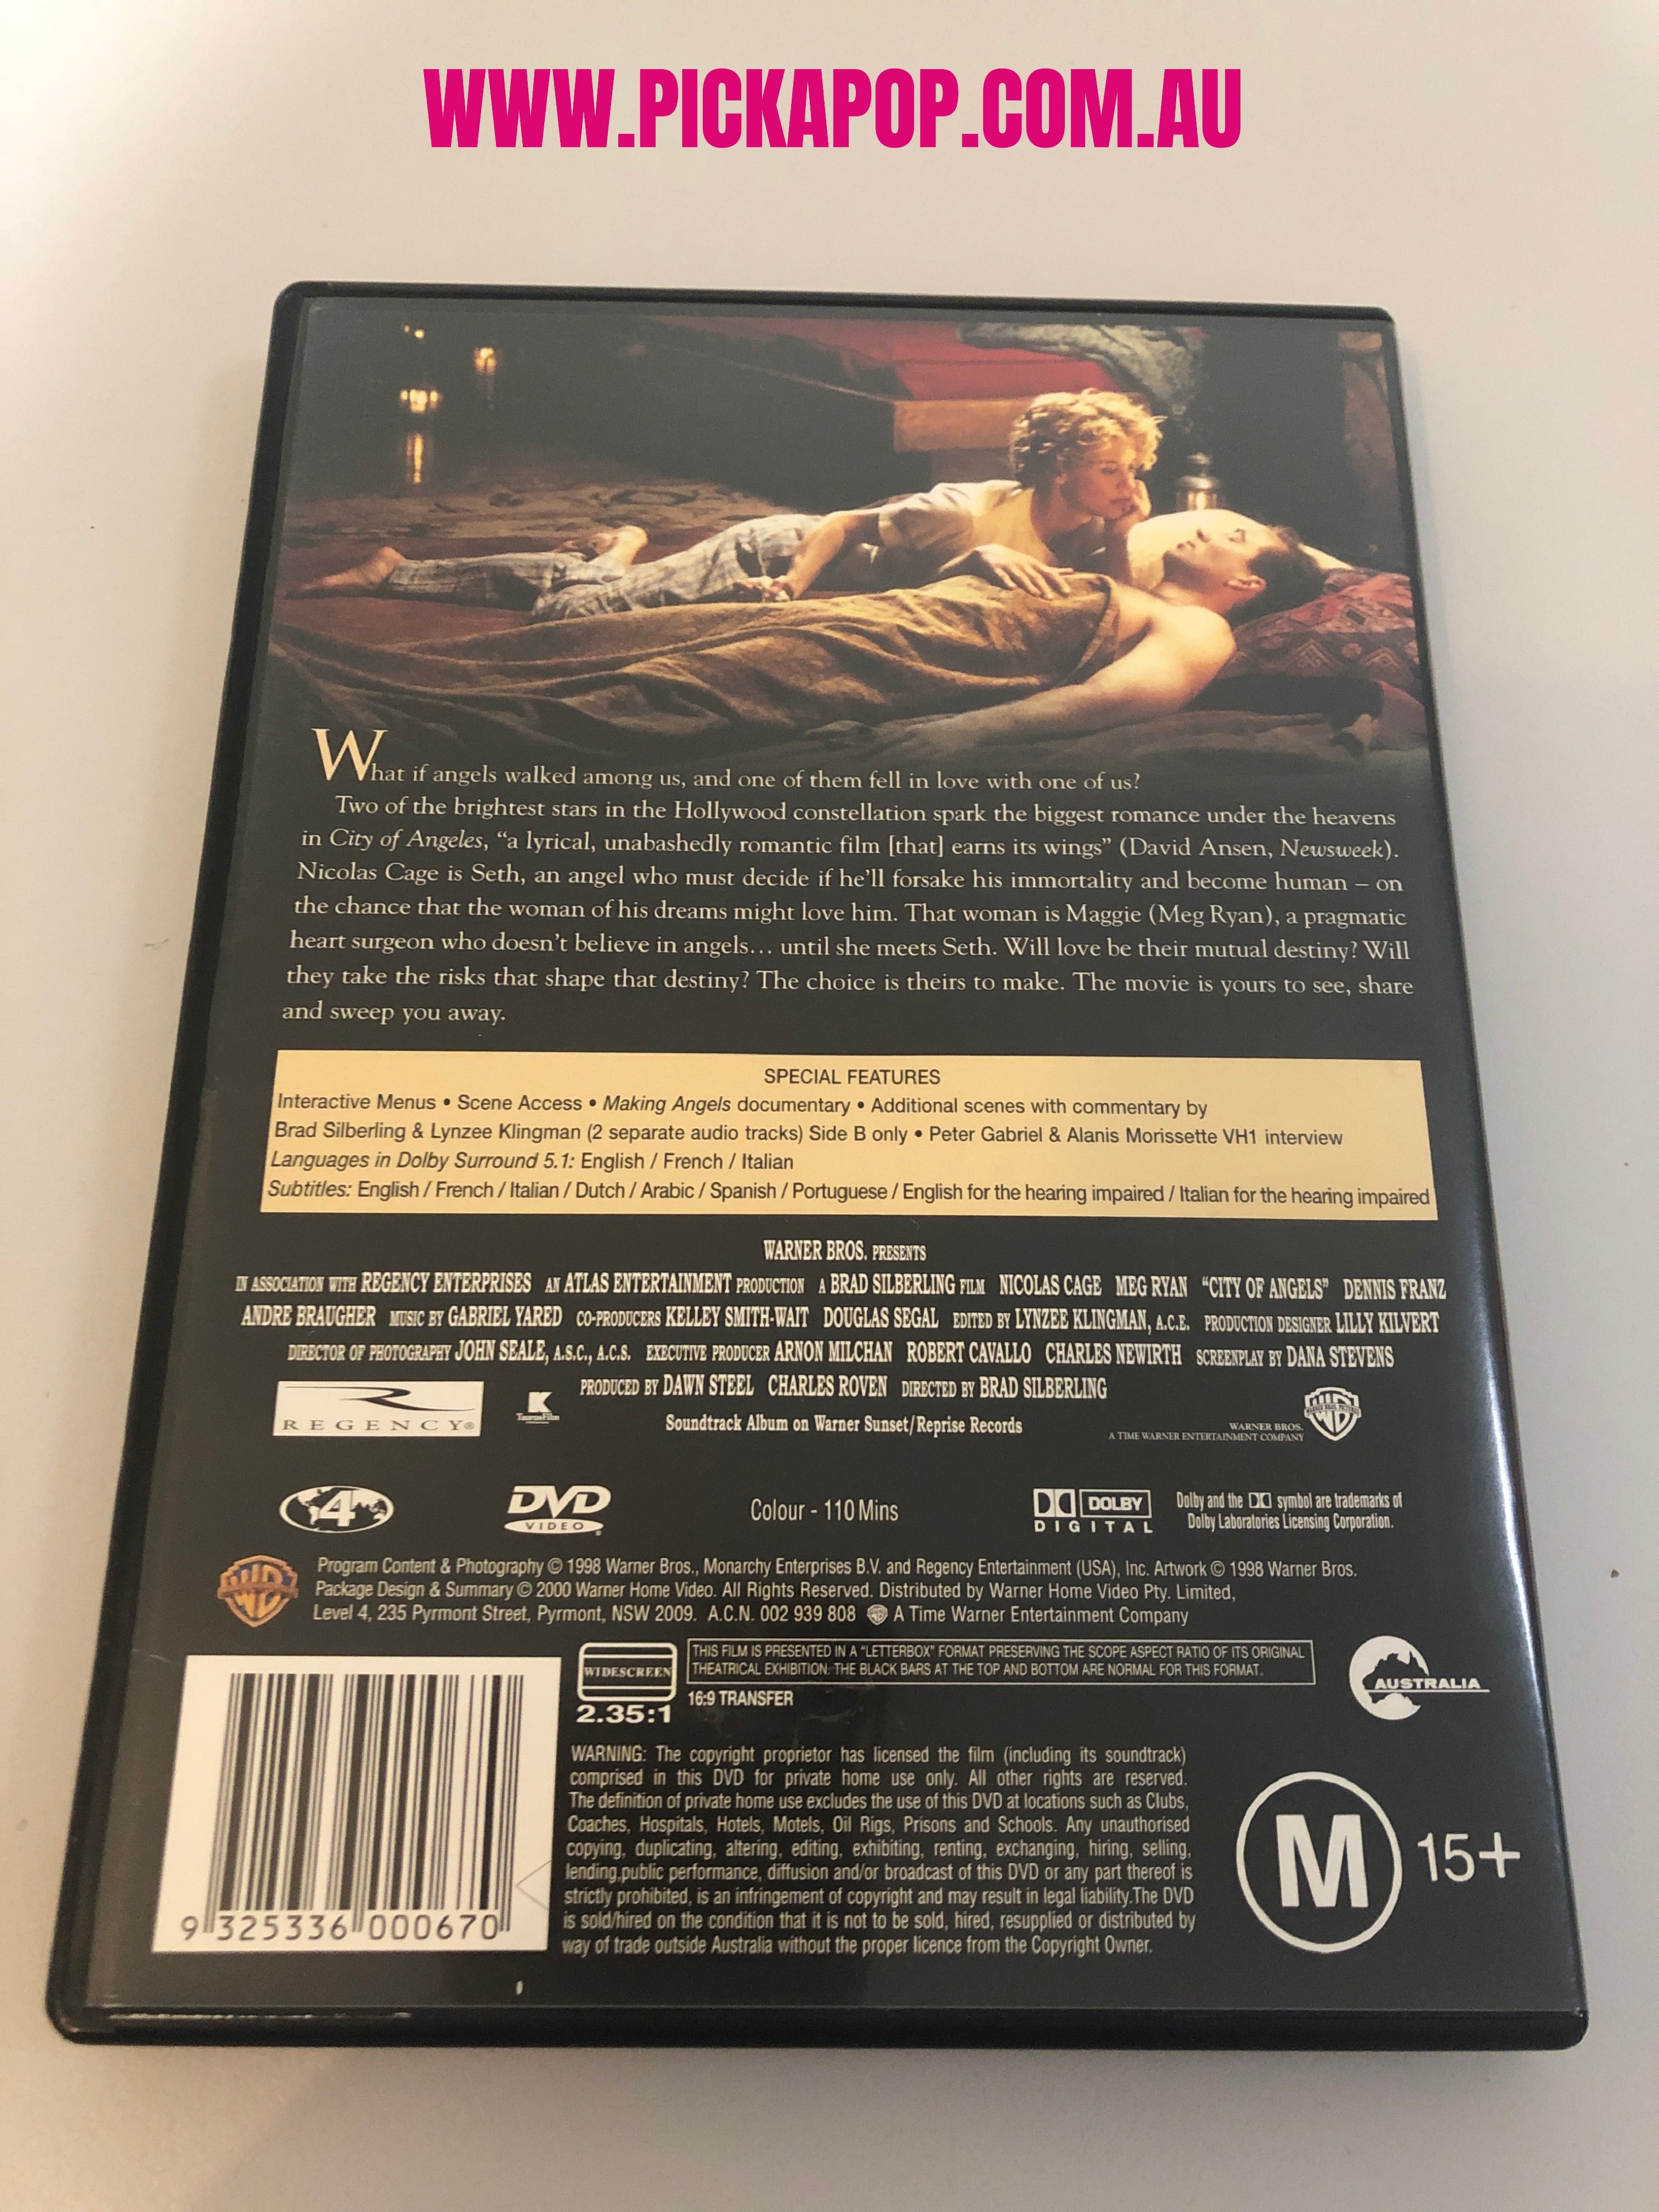 WWW.PICKAPOP.COM.AU
What if angels walked among us, and one of them fell in love with one of us?
Two of the brightest stars in the Hollywood constellation spark the biggest romance under the heavens
in City of Angeles, “a lyrical, unabashedly romantic film [that] earns its wings” (David Ansen, Newsweek).
Nicolas Cage is Seth, an angel who must decide if he’ll forsake his immortality and become human – on
the chance that the woman of his dreams might love him. That woman is Maggie (Meg Ryan), a pragmatic
heart surgeon who doesn’t believe in angels... until she meets Seth. Will love be their mutual destiny? Will
they take the risks that shape that destiny? The choice is theirs to make. The movie is yours to see, share
and sweep you away.
SPECIAL FEATURES
Interactive Menus • Scene Access • Making Angels documentary • Additional scenes with commentary by
Brad Silberling & Lynzee Klingman (2 separate audio tracks) Side B only • Peter Gabriel & Alanis Morissette VH1 interview
Languages in Dolby Surround 5.1: English / French / Italian
Subtitles: English / French / Italian / Dutch / Arabic / Spanish / Portuguese / English for the hearing impaired / Italian for the hearing impaired
WARNER BROS. PRESENTS
IN ASSOCIATION WITH REGENCY ENTERPRISES AN ATLAS ENTERTAINMENT PRODUCTION A BRAD SILBERLING FILM NICOLAS CAGE MEG RYAN “CITY OF ANGELS” DENNIS FRANZ
ANDRE BRAUGHER MUSIC BY GABRIEL YARED CO-PRODUCERS KELLEY SMITH-WAIT DOUGLAS SEGAL EDITED BY LYNZEE KLINGMAN, A.C.E. PRODUCTION DESIGNER LILLY KILVERT
DIRECTOR OF PHOTOGRAPHY JOHN SEALE, A.S.C., A.C.S. EXECUTIVE PRODUCER ARNON MILCHAN ROBERT CAVALLO CHARLES NEWIRTH SCREENPLAY BY DANA STEVENS
PRODUCED BY DAWN STEEL CHARLES ROVEN DIRECTED BY BRAD SILBERLING
REGENCY®
TaurusFilm
Soundtrack Album on Warner Sunset/Reprise Records
WARNER BROS.
A TIME WARNER ENTERTAINMENT COMPANY
WARNER BROS. PICTURES
WB
4
DVD
VIDEO
Colour - 110 Mins
DOLBY
DIGITAL
Dolby and the symbol are trademarks of
Dolby Laboratories Licensing Corporation.
WB
Program Content & Photography © 1998 Warner Bros., Monarchy Enterprises B.V. and Regency Entertainment (USA), Inc. Artwork © 1998 Warner Bros.
Package Design & Summary © 2000 Warner Home Video. All Rights Reserved. Distributed by Warner Home Video Pty. Limited,
Level 4, 235 Pyrmont Street, Pyrmont, NSW 2009. A.C.N. 002 939 808 A Time Warner Entertainment Company
WIDESCREEN
2.35:1
THIS FILM IS PRESENTED IN A “LETTERBOX” FORMAT PRESERVING THE SCOPE ASPECT RATIO OF ITS ORIGINAL
THEATRICAL EXHIBITION. THE BLACK BARS AT THE TOP AND BOTTOM ARE NORMAL FOR THIS FORMAT.
16:9 TRANSFER
AUSTRALIA
WARNING: The copyright proprietor has licensed the film (including its soundtrack)
comprised in this DVD for private home use only. All other rights are reserved.
The definition of private home use excludes the use of this DVD at locations such as Clubs,
Coaches, Hospitals, Hotels, Motels, Oil Rigs, Prisons and Schools. Any unauthorised
copying, duplicating, altering, editing, exhibiting, renting, exchanging, hiring, selling,
lending,public performance, diffusion and/or broadcast of this DVD or any part thereof is
strictly prohibited, is an infringement of copyright and may result in legal liability.The DVD
is sold/hired on the condition that it is not to be sold, hired, resupplied or distributed by
way of trade outside Australia without the proper licence from the Copyright Owner.
M 15+
9 325336 000670